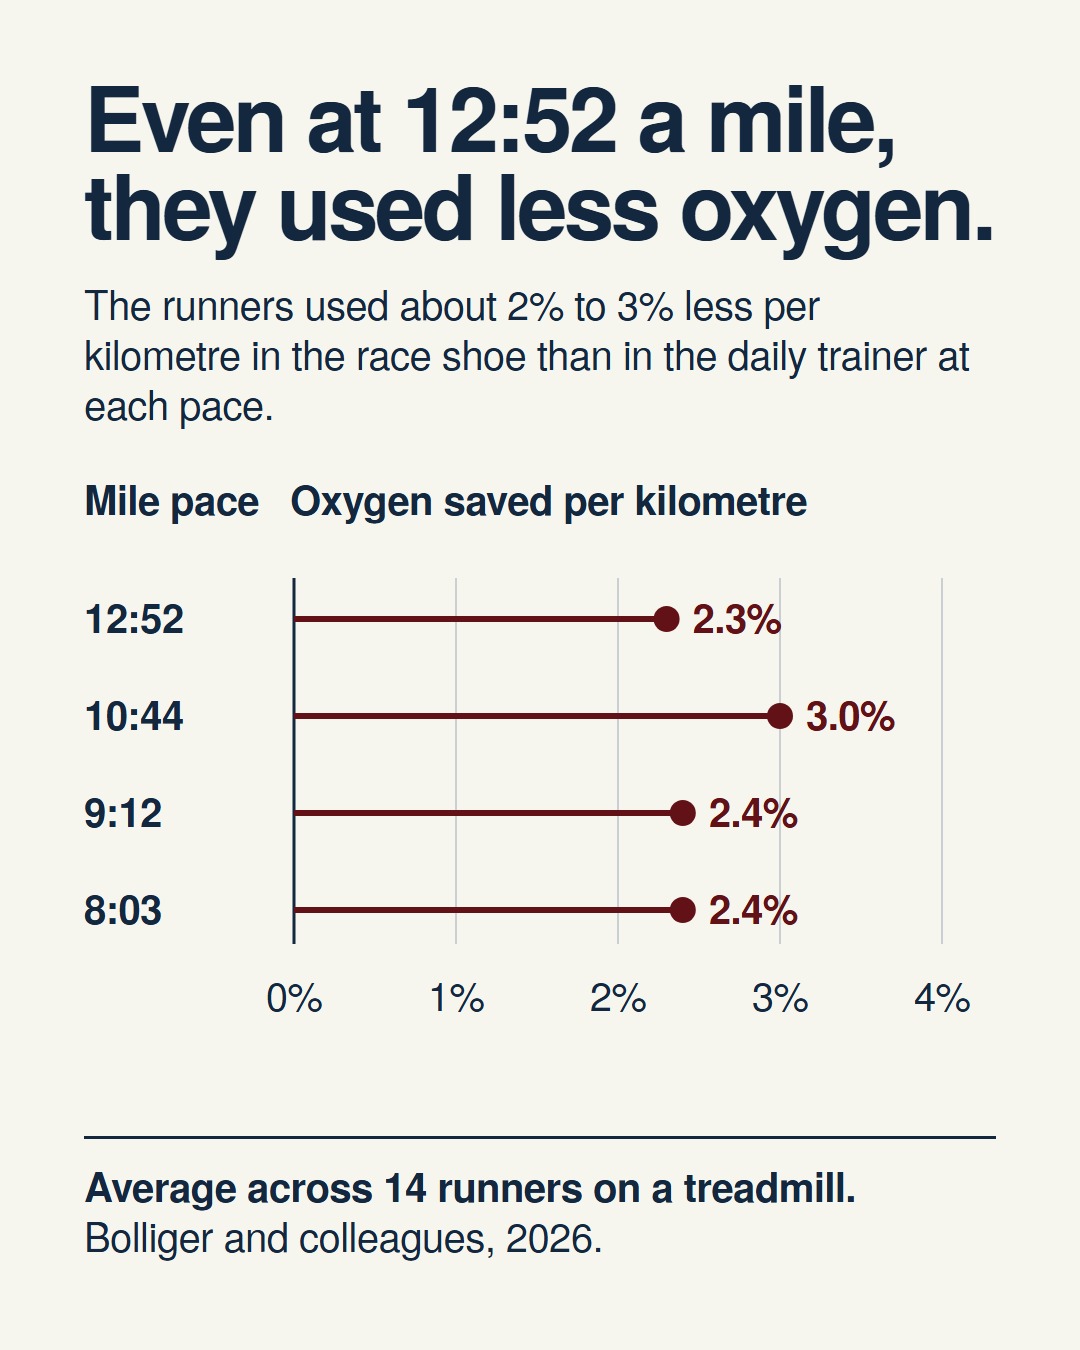 Even at 12:52 a mile,
they used less oxygen.
The runners used about 2% to 3% less per
kilometre in the race shoe than in the daily trainer at
each pace.
Mile pace Oxygen saved per kilometre
12:52 2.3%
10:44 3.0%
9:12 2.4%
8:03 2.4%
0% 1% 2% 3% 4%
Average across 14 runners on a treadmill.
Bolliger and colleagues, 2026.